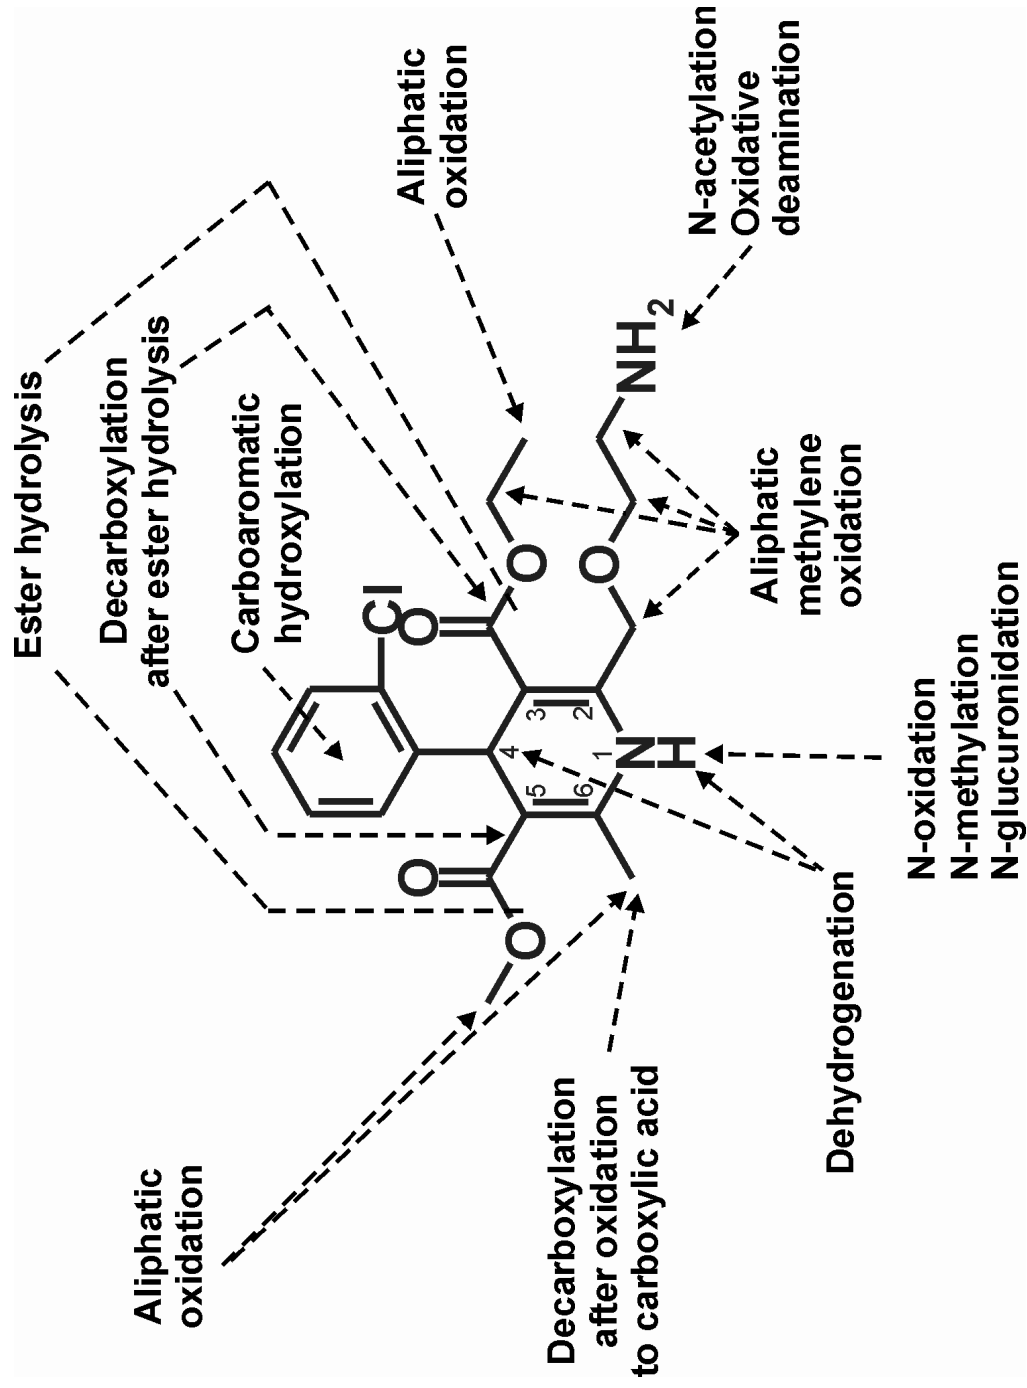 Aliphatic
oxidation
Ester hydrolysis
Decarboxylation
after ester hydrolysis
Carboaromatic
hydroxylation
Aliphatic
oxidation
N-acetylation
Oxidative
deamination
Cl
O
O
O
O
O
NH2
1
2
3
4
5
6
N
H
Decarboxylation
after oxidation
to carboxylic acid
Dehydrogenation
N-oxidation
N-methylation
N-glucuronidation
Aliphatic
methylene
oxidation